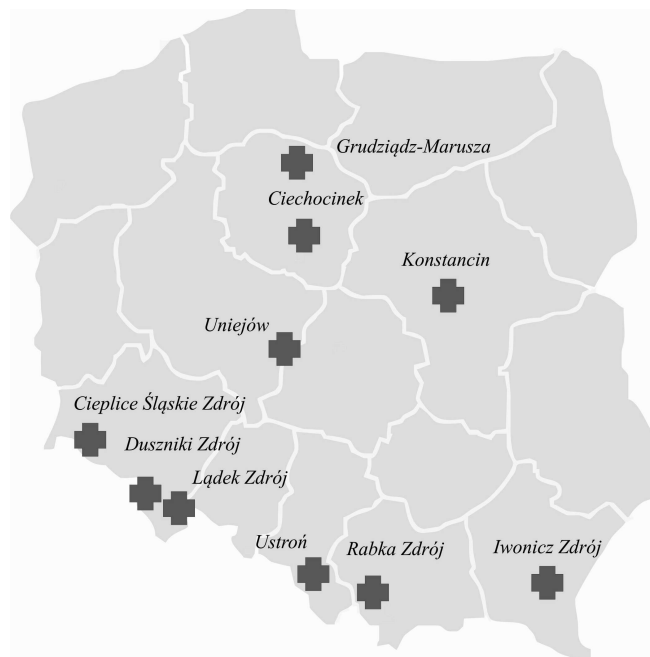 Grudziądz-Marusza
Ciechocinek
Konstancin
Uniejów
Cieplice Śląskie Zdrój
Duszniki Zdrój
Lądek Zdrój
Ustroń
Rabka Zdrój
Iwonicz Zdrój